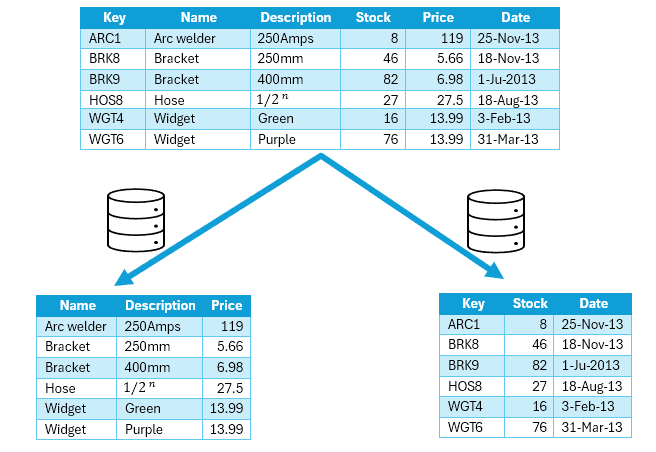 Key Name Description Stock Price Date
ARC1 Arc welder 250Amps 8 119 25-Nov-13
BRK8 Bracket 250mm 46 5.66 18-Nov-13
BRK9 Bracket 400mm 82 6.98 1-Jul-2013
HOS8 Hose 1/2 n 27 27.5 18-Aug-13
WGT4 Widget Green 16 13.99 3-Feb-13
WGT6 Widget Purple 76 13.99 31-Mar-13
Name Description Price
Arc welder 250Amps 119
Bracket 250mm 5.66
Bracket 400mm 6.98
Hose 1/2 n 27.5
Widget Green 13.99
Widget Purple 13.99
Key Stock Date
ARC1 8 25-Nov-13
BRK8 46 18-Nov-13
BRK9 82 1-Ju-2013
HOS8 27 18-Aug-13
WGT4 16 3-Feb-13
WGT6 76 31-Mar-13